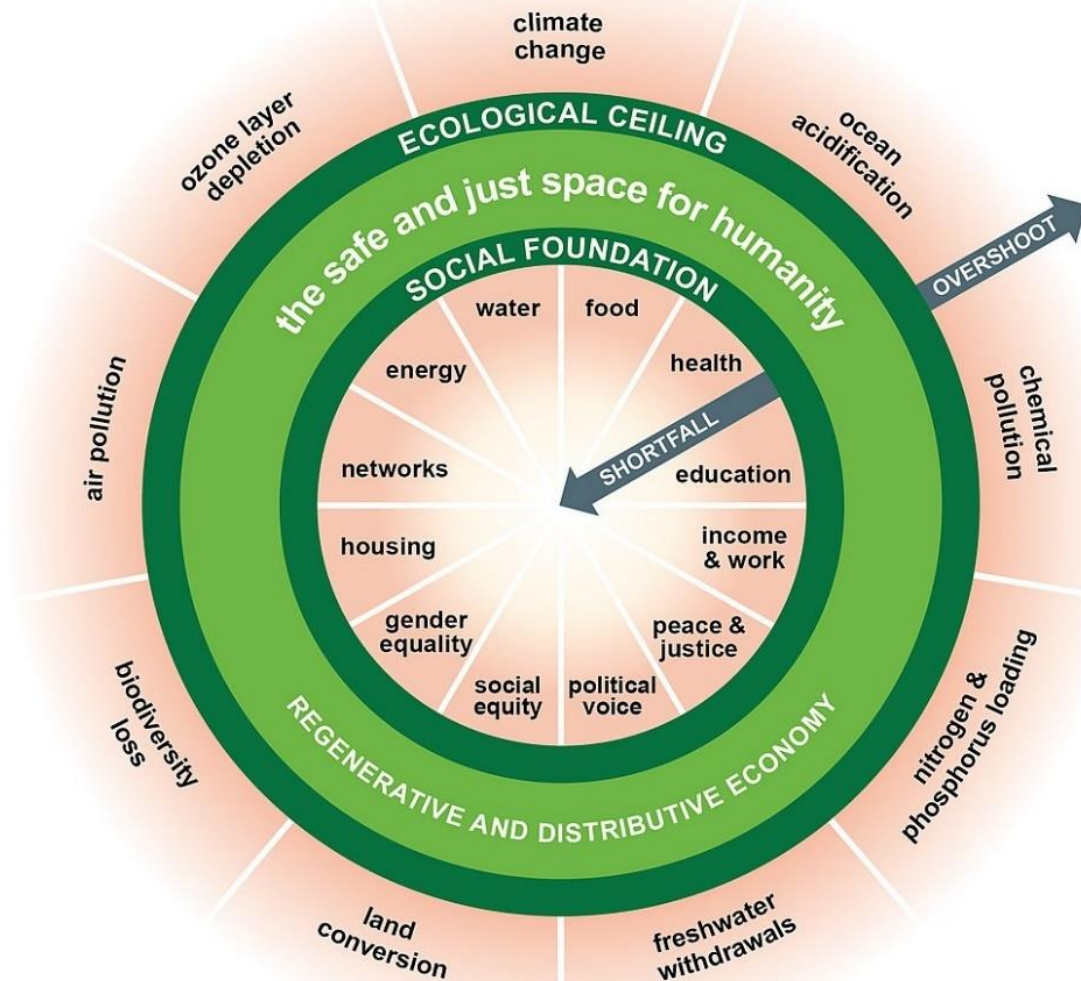 climate
change
ocean
acidification
chemical
pollution
nitrogen &
phosphorus loading
freshwater
withdrawals
land
conversion
biodiversity
loss
air pollution
ozone layer
depletion
ECOLOGICAL CEILING
the safe and just space for humanity
SOCIAL FOUNDATION
OVERSHOOT
SHORTFALL
water
food
health
education
income
& work
peace &
justice
political
voice
social
equity
gender
equality
housing
networks
energy
REGENERATIVE AND DISTRIBUTIVE ECONOMY